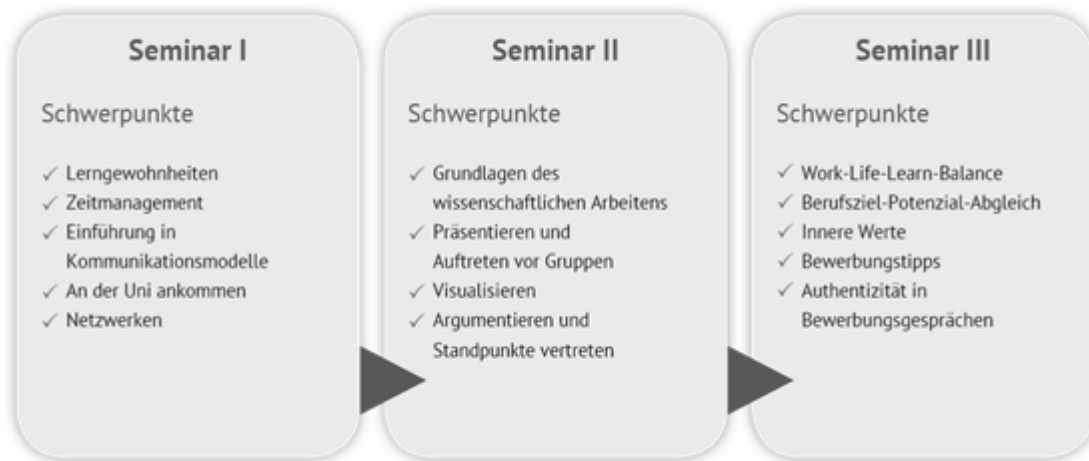 Seminar I
Schwerpunkte
✓ Lerngewohnheiten
✓ Zeitmanagement
✓ Einführung in
Kommunikationsmodelle
✓ An der Uni ankommen
✓ Netzwerken
Seminar II
Schwerpunkte
✓ Grundlagen des
wissenschaftlichen Arbeitens
✓ Präsentieren und
Auftreten vor Gruppen
✓ Visualisieren
✓ Argumentieren und
Standpunkte vertreten
Seminar III
Schwerpunkte
✓ Work-Life-Learn-Balance
✓ Berufsziel-Potenzial-Abgleich
✓ Innere Werte
✓ Bewerbungstipps
✓ Authentizität in
Bewerbungsgesprächen